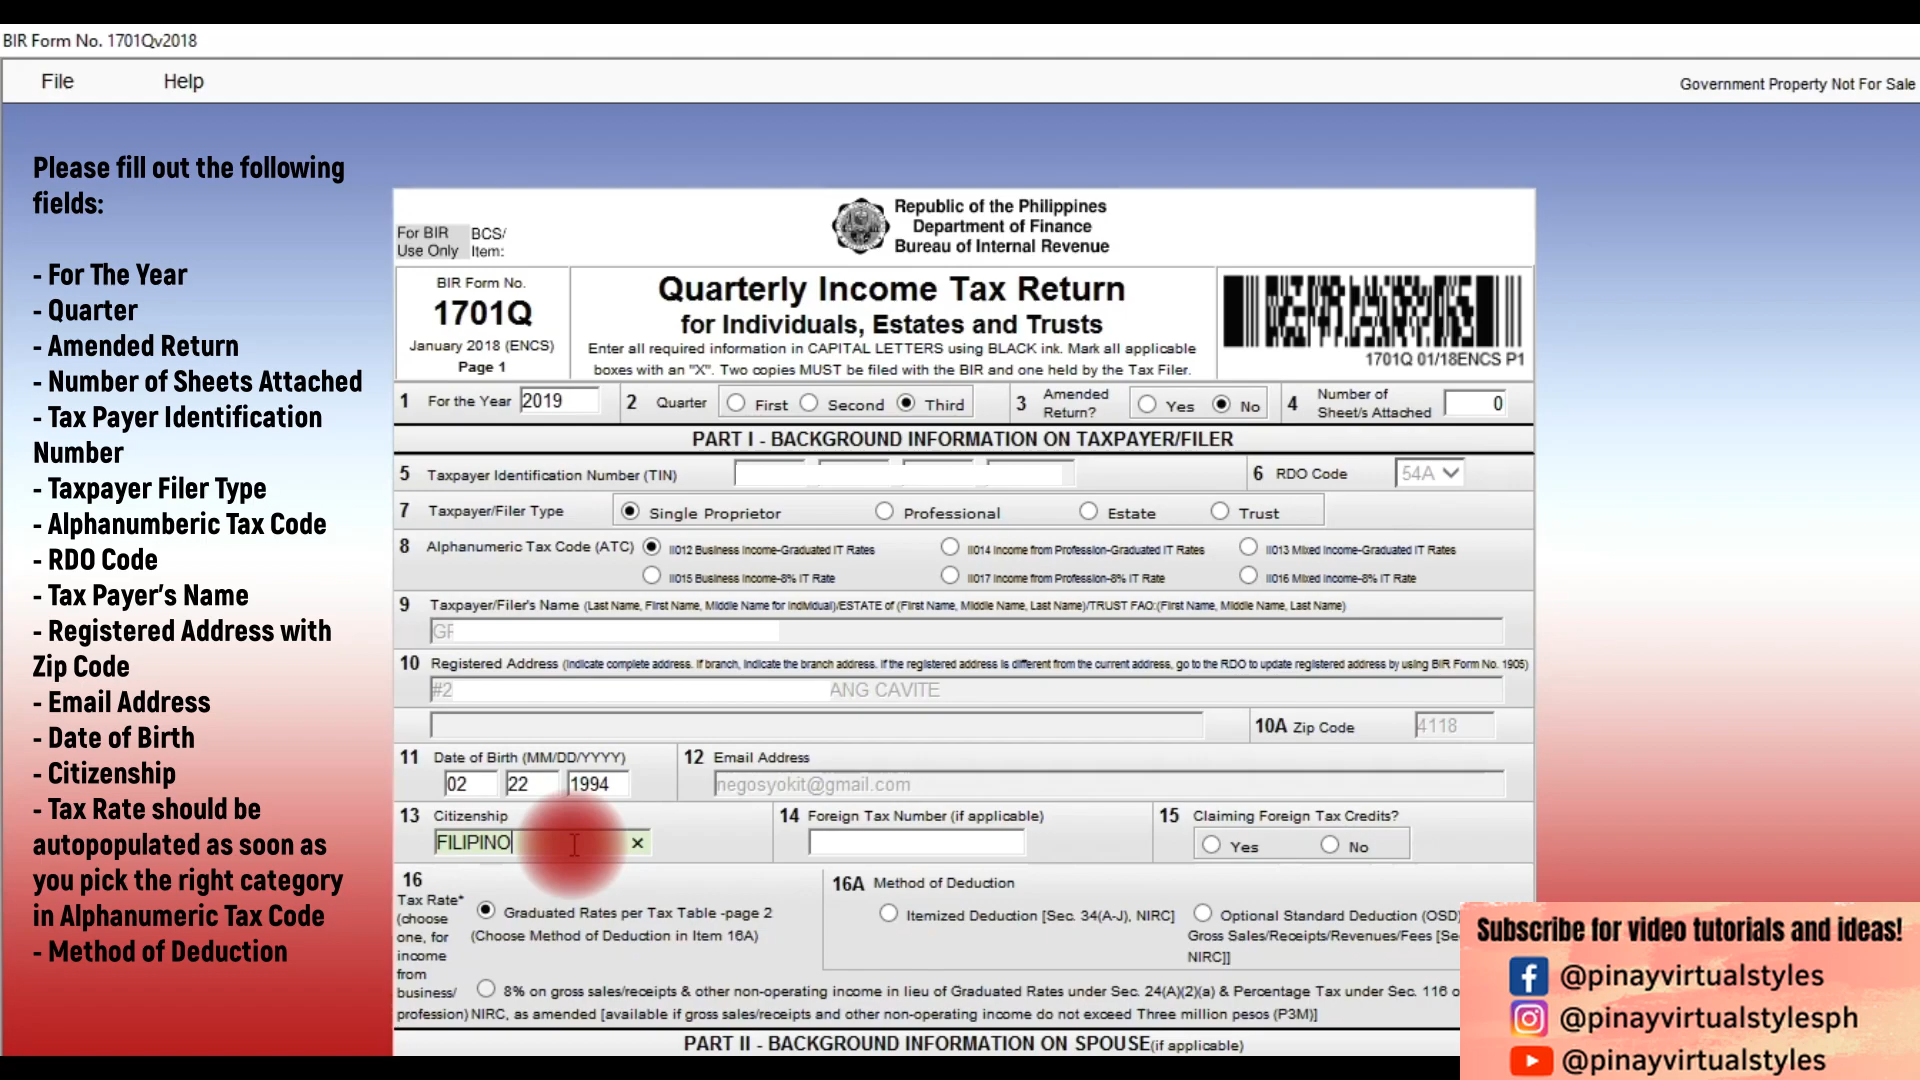 BIR Form No. 1701Qv2018
File Help
Government Property Not For Sale
Please fill out the following
fields:
- For The Year
- Quarter
- Amended Return
- Number of Sheets Attached
- Tax Payer Identification
Number
- Taxpayer Filer Type
- Alphanumberic Tax Code
- RDO Code
- Tax Payer's Name
- Registered Address with
Zip Code
- Email Address
- Date of Birth
- Citizenship
- Tax Rate should be
autopopulated as soon as
you pick the right category
in Alphanumeric Tax Code
- Method of Deduction
For BIR
Use Only
BCS/
Item:
Republic of the Philippines
Department of Finance
Bureau of Internal Revenue
BIR Form No.
1701Q
January 2018 (ENCS)
Page 1
Quarterly Income Tax Return
for Individuals, Estates and Trusts
Enter all required information in CAPITAL LETTERS using BLACK ink. Mark all applicable
boxes with an "X". Two copies MUST be filed with the BIR and one held by the Tax Filer.
1701Q 01/18ENCS P1
1 For the Year 2019
2 Quarter First Second Third
3 Amended
Return? Yes No
4 Number of
Sheet/s Attached 0
PART I - BACKGROUND INFORMATION ON TAXPAYER/FILER
5 Taxpayer Identification Number (TIN)
6 RDO Code 54A
7 Taxpayer/Filer Type Single Proprietor Professional Estate Trust
8 Alphanumeric Tax Code (ATC) II012 Business Income-Graduated IT Rates II014 Income from Profession-Graduated IT Rates II013 Mixed Income-Graduated IT Rates
II015 Business Income-8% IT Rate II017 Income from Profession-8% IT Rate II016 Mixed Income-8% IT Rate
9 Taxpayer/Filer's Name (Last Name, First Name, Middle Name for Individual)/ESTATE of (First Name, Middle Name, Last Name)/TRUST FAO:(First Name, Middle Name, Last Name)
10 Registered Address (Indicate complete address. If branch, indicate the branch address. If the registered address is different from the current address, go to the RDO to update registered address by using BIR Form No. 1905)
#2 ANG CAVITE
10A Zip Code 4118
11 Date of Birth (MM/DD/YYYY)
02 22 1994
12 Email Address
negosyokit@gmail.com
13 Citizenship
FILIPINO
14 Foreign Tax Number (if applicable)
15 Claiming Foreign Tax Credits?
Yes No
16
Tax Rate*
(choose
one, for
income
from
business/
profession)
Graduated Rates per Tax Table -page 2
(Choose Method of Deduction in Item 16A)
16A Method of Deduction
Itemized Deduction [Sec. 34(A-J), NIRC]
Optional Standard Deduction (OSD)
Gross Sales/Receipts/Revenues/Fees [Se
NIRC]]
8% on gross sales/receipts & other non-operating income in lieu of Graduated Rates under Sec. 24(A)(2)(a) & Percentage Tax under Sec. 116 o
NIRC, as amended [available if gross sales/receipts and other non-operating income do not exceed Three million pesos (P3M)]
PART II - BACKGROUND INFORMATION ON SPOUSE(if applicable)
Subscribe for video tutorials and ideas!
@pinayvirtualstyles
@pinayvirtualstylesph
@pinayvirtualstyles